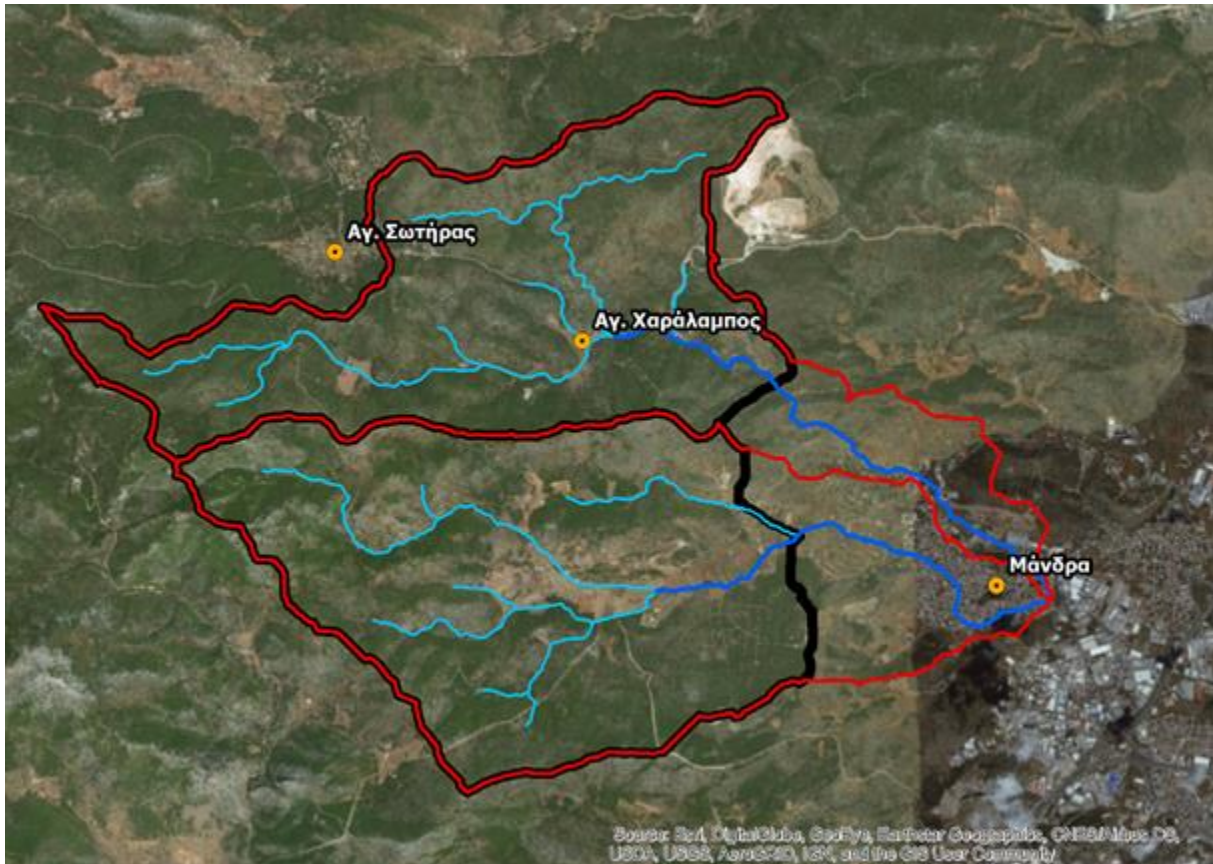 Αγ. Σωτήρας
Αγ. Χαράλαμπος
Μάνδρα
Source: Esri, DigitalGlobe, GeoEye, Earthstar Geographics, CNES/Airbus DS,
USDA, USGS, AeroGRID, IGN, and the GIS User Community